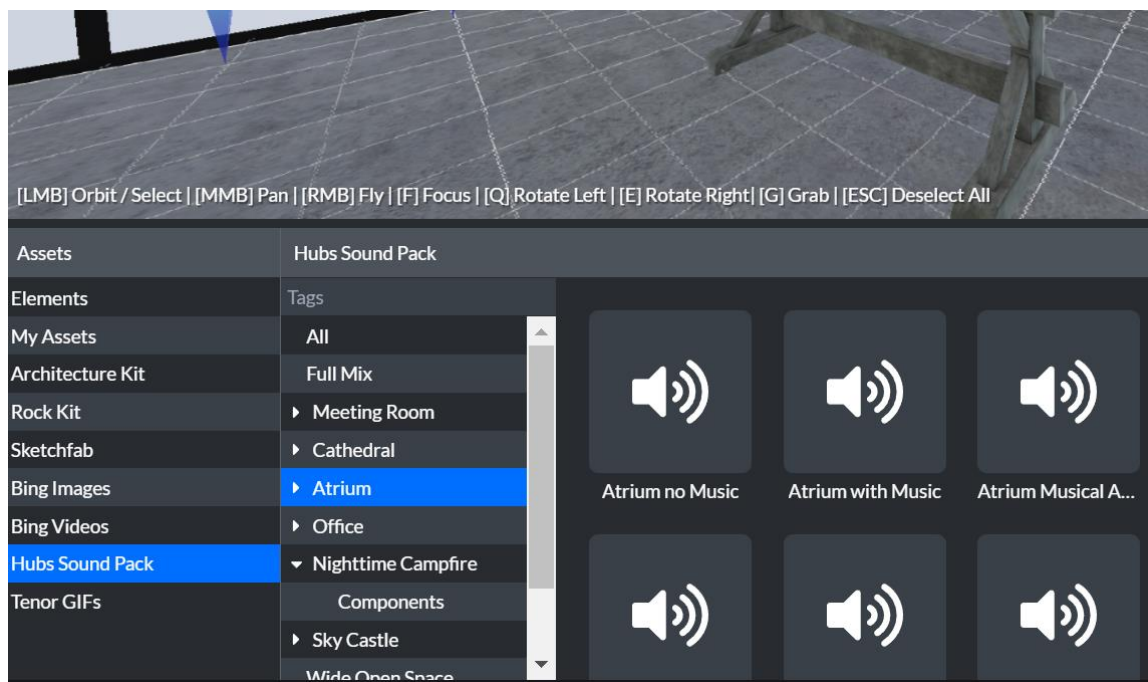 [LMB] Orbit / Select | [MMB] Pan | [RMB] Fly | [F] Focus | [Q] Rotate Left | [E] Rotate Right| [G] Grab | [ESC] Deselect All
Assets
Elements
My Assets
Architecture Kit
Rock Kit
Sketchfab
Bing Images
Bing Videos
Hubs Sound Pack
Tenor GIFs
Hubs Sound Pack
Tags
All
Full Mix
Meeting Room
Cathedral
Atrium
Office
Nighttime Campfire
Components
Sky Castle
Wide Open Space
Atrium no Music
Atrium with Music
Atrium Musical A...